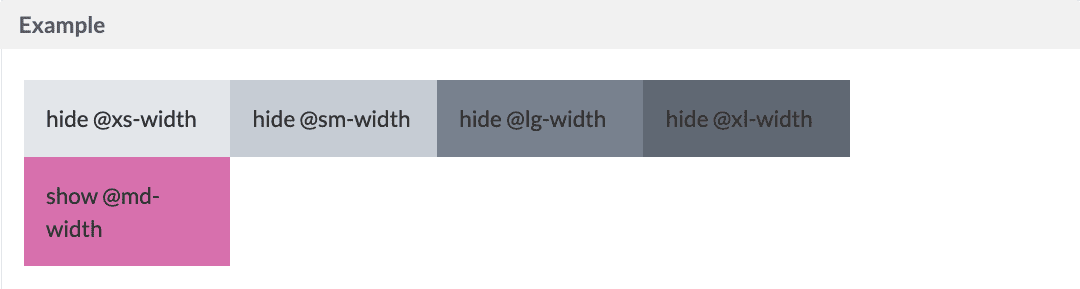 Example
hide @xs-width hide @sm-width hide @lg-width hide @xl-width
show @md-
width